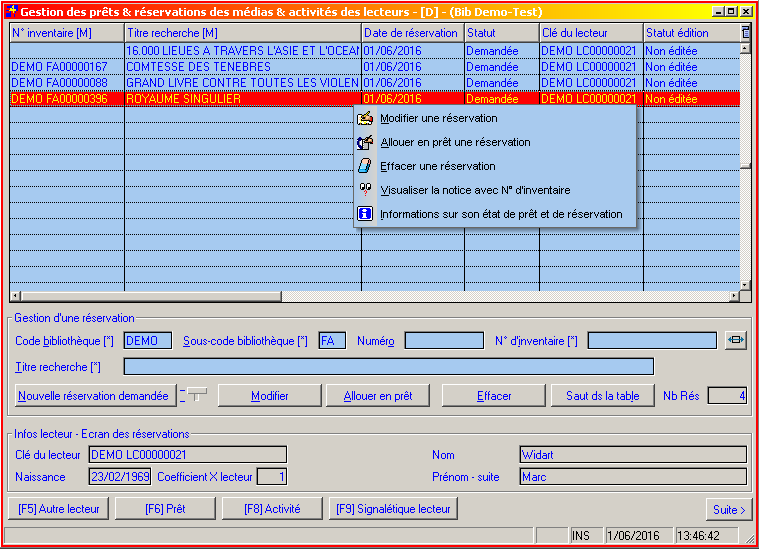 Gestion des prêts & réservations des médias & activités des lecteurs - [D] - (Bib Demo-Test)
N° inventaire [M] Titre recherche [M] Date de réservation Statut Clé du lecteur Statut édition
16.000 LIEUES A TRAVERS L'ASIE ET L'OCEAN 01/06/2016 Demandée DEMO LC00000021 Non éditée
DEMO FA00000167 COMTESSE DES TENEBRES 01/06/2016 Demandée DEMO LC00000021 Non éditée
DEMO FA00000088 GRAND LIVRE CONTRE TOUTES LES VIOLEN 01/06/2016 Demandée DEMO LC00000021 Non éditée
DEMO FA00000396 ROYAUME SINGULIER 01/06/2016 Demandée DEMO LC00000021 Non éditée
Modifier une réservation
Allouer en prêt une réservation
Effacer une réservation
Visualiser la notice avec N° d'inventaire
Informations sur son état de prêt et de réservation
Gestion d'une réservation
Code bibliothèque [*] DEMO Sous-code bibliothèque [*] FA Numéro N° d'inventaire [*]
Titre recherche [*]
Nouvelle réservation demandée Modifier Allouer en prêt Effacer Saut ds la table Nb Rés 4
Infos lecteur - Ecran des réservations
Clé du lecteur DEMO LC00000021 Nom Widart
Naissance 23/02/1969 Coefficient X lecteur 1 Prénom - suite Marc
[F5] Autre lecteur [F6] Prêt [F8] Activité [F9] Signalétique lecteur Suite >
INS 1/06/2016 13:46:42